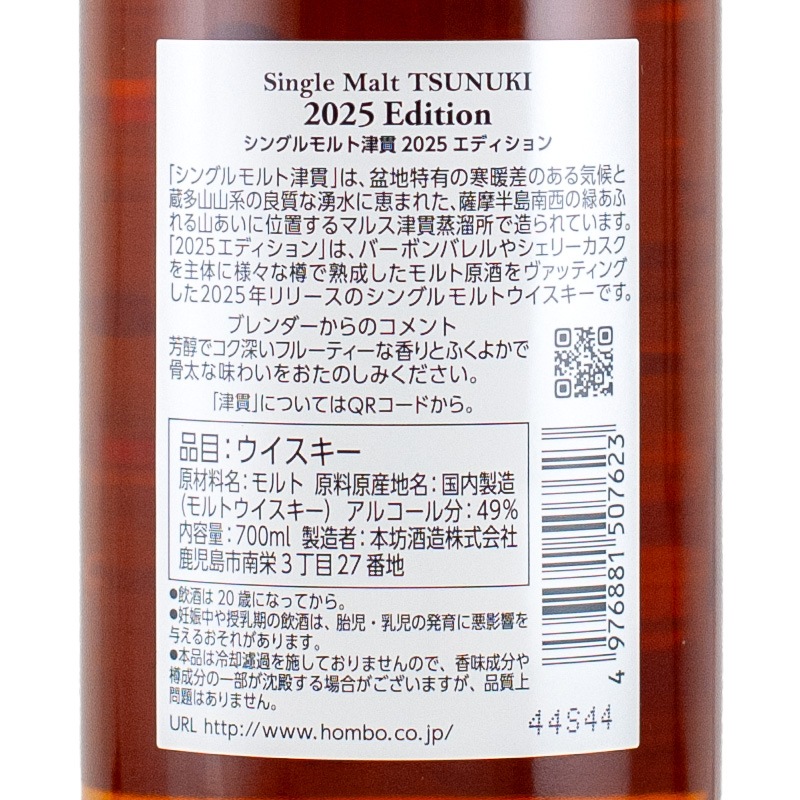 Single Malt TSUNUKI
2025 Edition
シングルモルト津貫 2025 エディション
「シングルモルト津貫」は、盆地特有の寒暖差のある気候と
蔵多山山系の良質な湧水に恵まれた、薩摩半島南西の緑あふ
れる山あいに位置するマルス津貫蒸溜所で造られています。
「2025エディション」は、バーボンバレルやシェリーカスク
を主体に様々な樽で熟成したモルト原酒をヴァッティング
した2025年リリースのシングルモルトウイスキーです。
ブレンダーからのコメント
芳醇でコク深いフルーティーな香りとふくよかで
骨太な味わいをおたのしみください。
「津貫」についてはQRコードから。
品目：ウイスキー
原材料名：モルト 原料原産地名：国内製造
（モルトウイスキー） アルコール分：49%
内容量：700ml 製造者：本坊酒造株式会社
鹿児島市南栄３丁目27番地
●飲酒は20歳になってから。
●妊娠中や授乳期の飲酒は、胎児・乳児の発育に悪影響を
与えるおそれがあります。
●本品は冷却濾過を施しておりませんので、香味成分や
樽成分の一部が沈殿する場合がございますが、品質上
問題はありません。
URL http://www.hombo.co.jp/
4 976881 507623
44S44